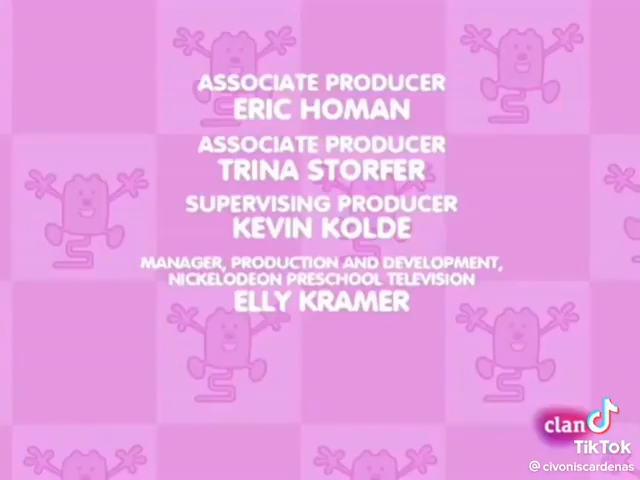 ASSOCIATE PRODUCER
ERIC HOMAN
ASSOCIATE PRODUCER
TRINA STORFER
SUPERVISING PRODUCER
KEVIN KOLDE
MANAGER, PRODUCTION AND DEVELOPMENT,
NICKELODEON PRESCHOOL TELEVISION
ELLY KRAMER
clan
TikTok
@civoniscardenas